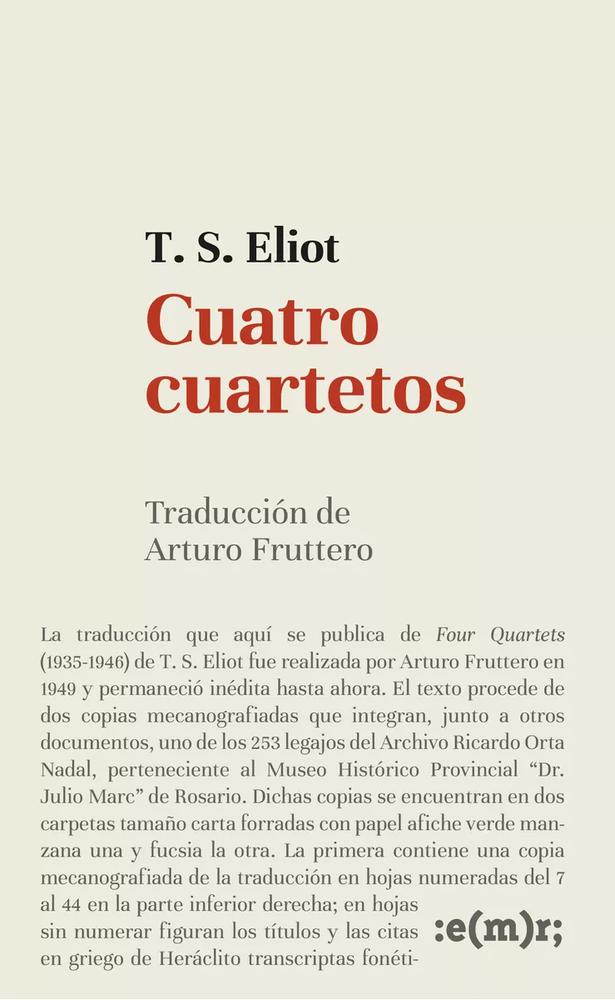 T. S. Eliot
Cuatro
cuartetos
Traducción de
Arturo Fruttero
La traducción que aquí se publica de Four Quartets
(1935-1946) de T. S. Eliot fue realizada por Arturo Fruttero en
1949 y permaneció inédita hasta ahora. El texto procede de
dos copias mecanografiadas que integran, junto a otros
documentos, uno de los 253 legajos del Archivo Ricardo Orta
Nadal, perteneciente al Museo Histórico Provincial “Dr.
Julio Marc” de Rosario. Dichas copias se encuentran en dos
carpetas tamaño carta forradas con papel afiche verde man-
zana una y fucsia la otra. La primera contiene una copia
mecanografiada de la traducción en hojas numeradas del 7
al 44 en la parte inferior derecha; en hojas
sin numerar figuran los títulos y las citas
en griego de Heráclito transcriptas fonéti-
:e(m)r;